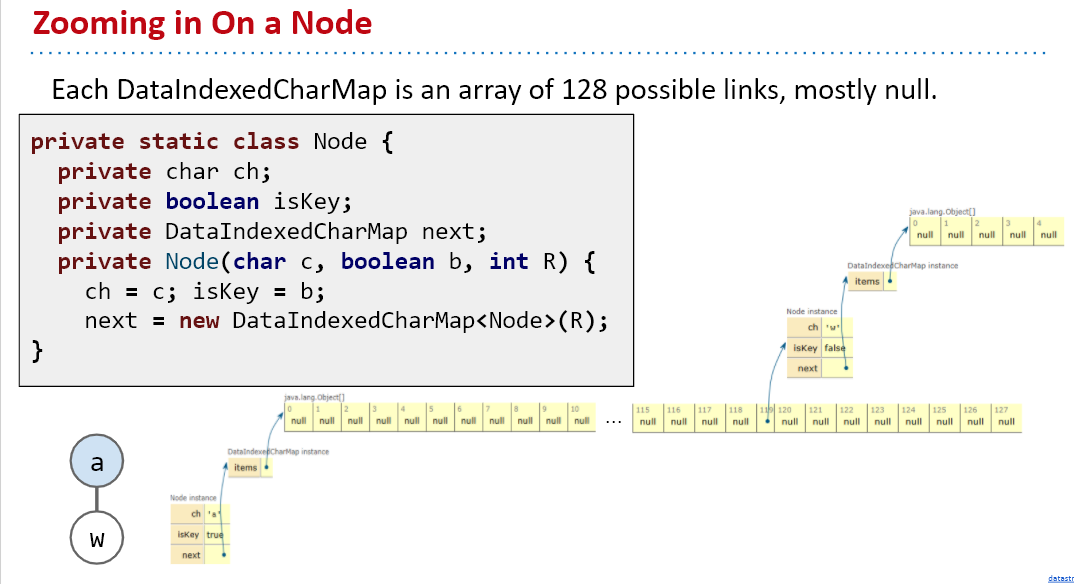 Zooming in On a Node
Each DataIndexedCharMap is an array of 128 possible links, mostly null.
private static class Node {
private char ch;
private boolean isKey;
private DataIndexedCharMap next;
private Node(char c, boolean b, int R) {
ch = c; isKey = b;
next = new DataIndexedCharMap<Node>(R);
}
java.lang.Object[]
0 1 2 3 4
null null null null null
DataIndexedCharMap instance
items
Node instance
ch 'w'
isKey false
next
java.lang.Object[]
0 1 2 3 4 5 6 7 8 9 10
null null null null null null null null null null null
...
115 116 117 118 119 120 121 122 123 124 125 126 127
null null null null null null null null null null null null
DataIndexedCharMap instance
items
Node instance
ch 'a'
isKey true
next
a
w
datastr